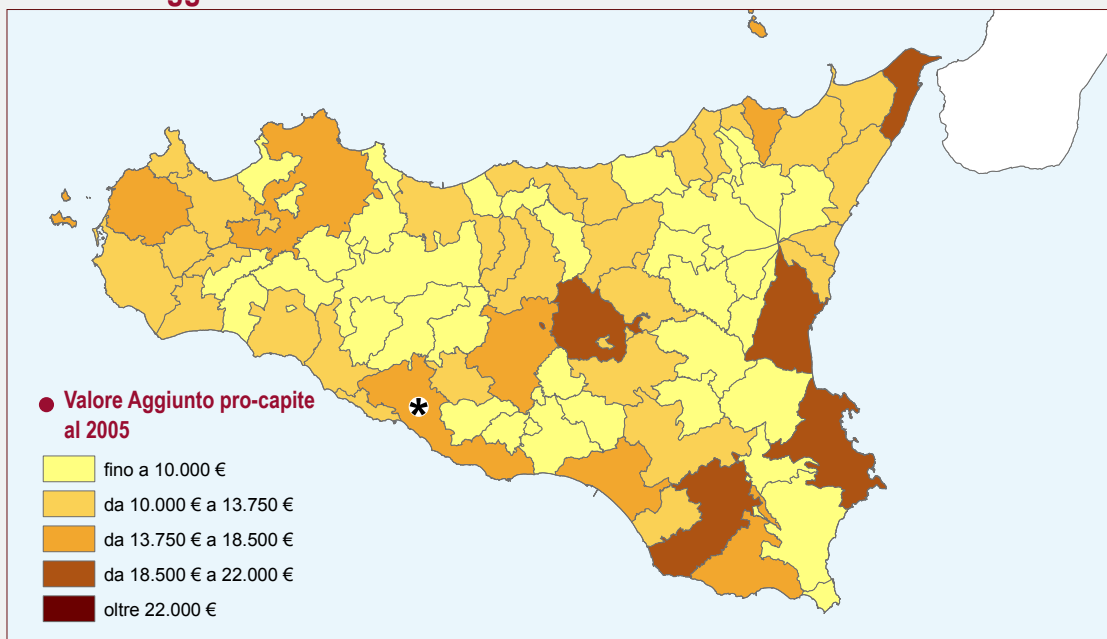 Valore Aggiunto pro-capite
al 2005
fino a 10.000 €
da 10.000 € a 13.750 €
da 13.750 € a 18.500 €
da 18.500 € a 22.000 €
oltre 22.000 €
*